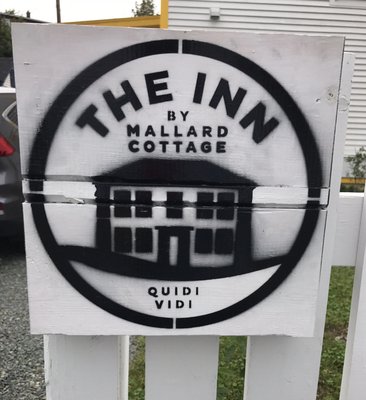 THE INN
BY
MALLARD
COTTAGE
QUIDI
VIDI